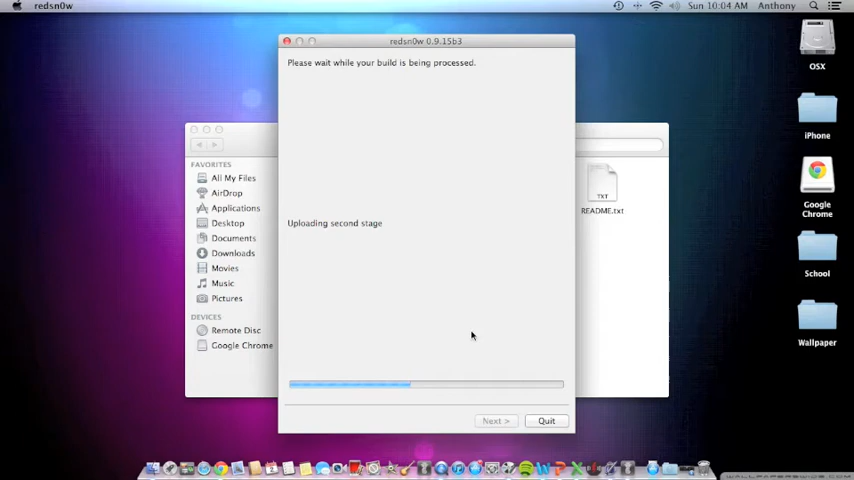 redsn0w
Sun 10:04 AM Anthony
redsn0w 0.9.15b3
Please wait while your build is being processed.
Uploading second stage
Next >
Quit
FAVORITES
All My Files
AirDrop
Applications
Desktop
Documents
Downloads
Movies
Music
Pictures
DEVICES
Remote Disc
Google Chrome
TXT
README.txt
OSX
iPhone
Google
Chrome
School
Wallpaper